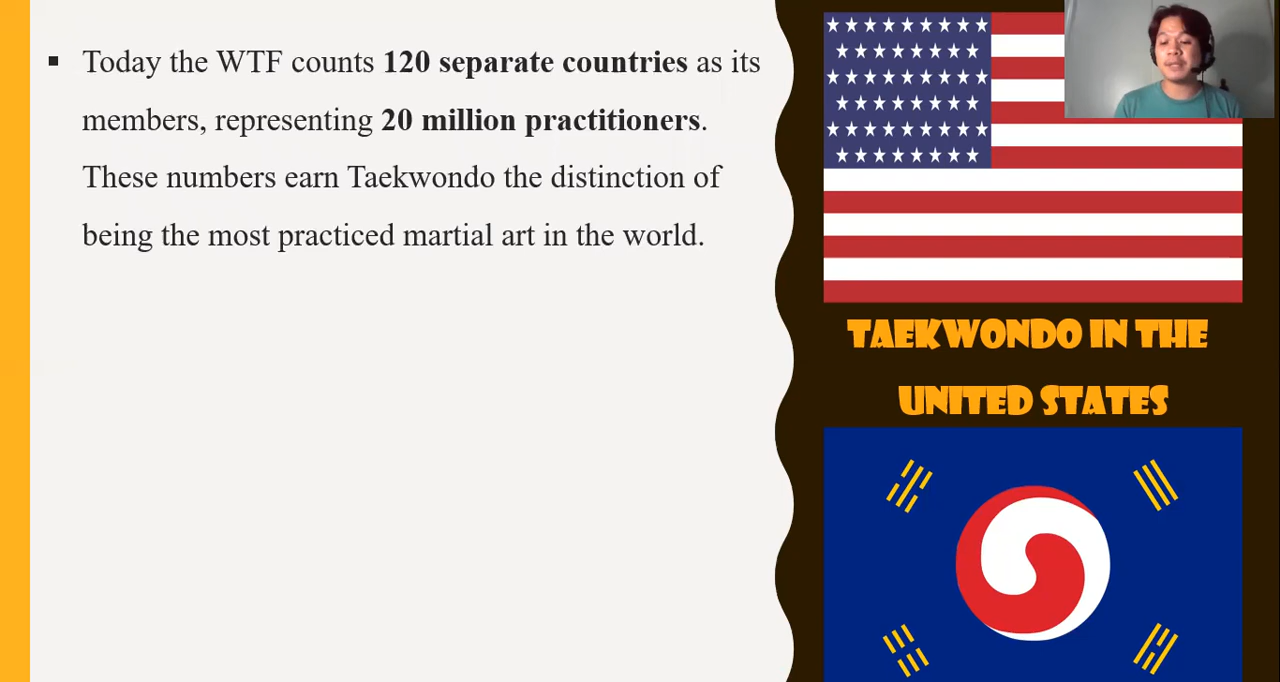 Today the WTF counts 120 separate countries as its
members, representing 20 million practitioners.
These numbers earn Taekwondo the distinction of
being the most practiced martial art in the world.
TAEKWONDO IN THE
UNITED STATES